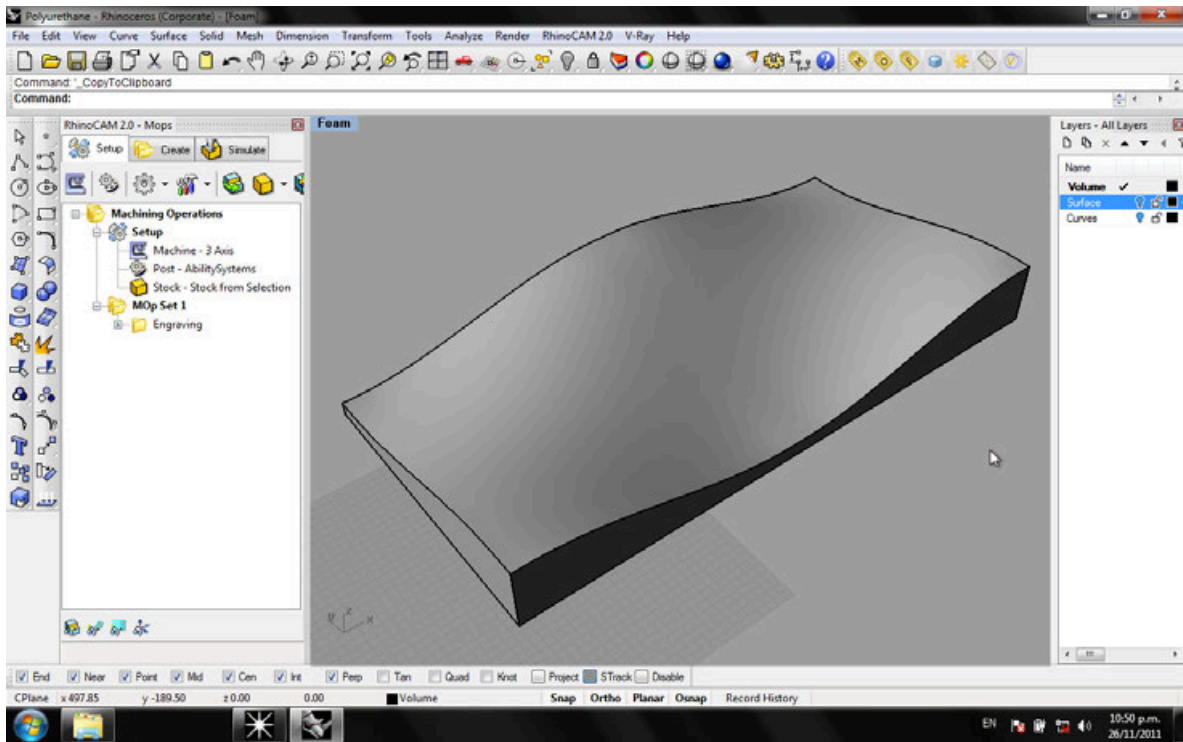 Polyurethane - Rhinoceros (Corporate) - [Foam]
File Edit View Curve Surface Solid Mesh Dimension Transform Tools Analyze Render RhinoCAM 2.0 V-Ray Help
Command: '_CopyToClipboard
Command:
RhinoCAM 2.0 - Mops
Setup Create Simulate
Machining Operations
Setup
Machine - 3 Axis
Post - AbilitySystems
Stock - Stock from Selection
MOp Set 1
Engraving
Foam
Layers - All Layers
Name
Volume
Surface
Curves
y z x
End Near Point Mid Cen Int Perp Tan Quad Knot Project STrack Disable
CPlane x 497.85 y -189.50 z 0.00 0.00 Volume Snap Ortho Planar Osnap Record History
EN 10:50 p.m.
26/11/2011